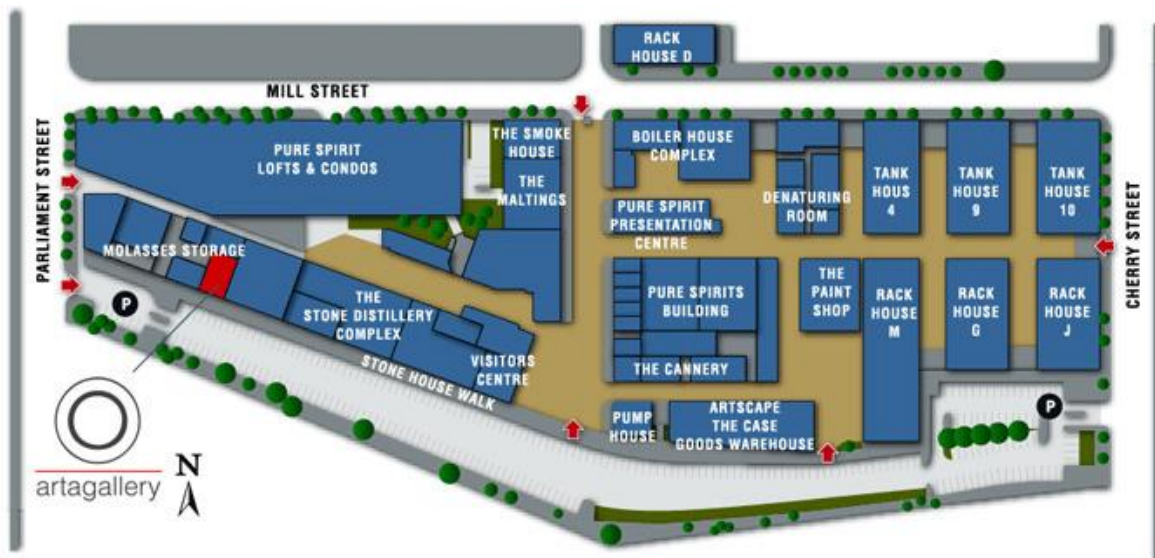 RACK
HOUSE D
MILL STREET
PARLIAMENT STREET
PURE SPIRIT
LOFTS & CONDOS
THE SMOKE
HOUSE
THE
MALTINGS
BOILER HOUSE
COMPLEX
PURE SPIRIT
PRESENTATION
CENTRE
DENATURING
ROOM
TANK
HOUS
4
TANK
HOUSE
9
TANK
HOUSE
10
CHERRY STREET
MOLASSES STORAGE
THE
STONE DISTILLERY
COMPLEX
VISITORS
CENTRE
STONE HOUSE WALK
PURE SPIRITS
BUILDING
THE CANNERY
THE
PAINT
SHOP
RACK
HOUSE
M
RACK
HOUSE
G
RACK
HOUSE
J
PUMP
HOUSE
ARTSCAPE
THE CASE
GOODS WAREHOUSE
P
P
artagallery
N